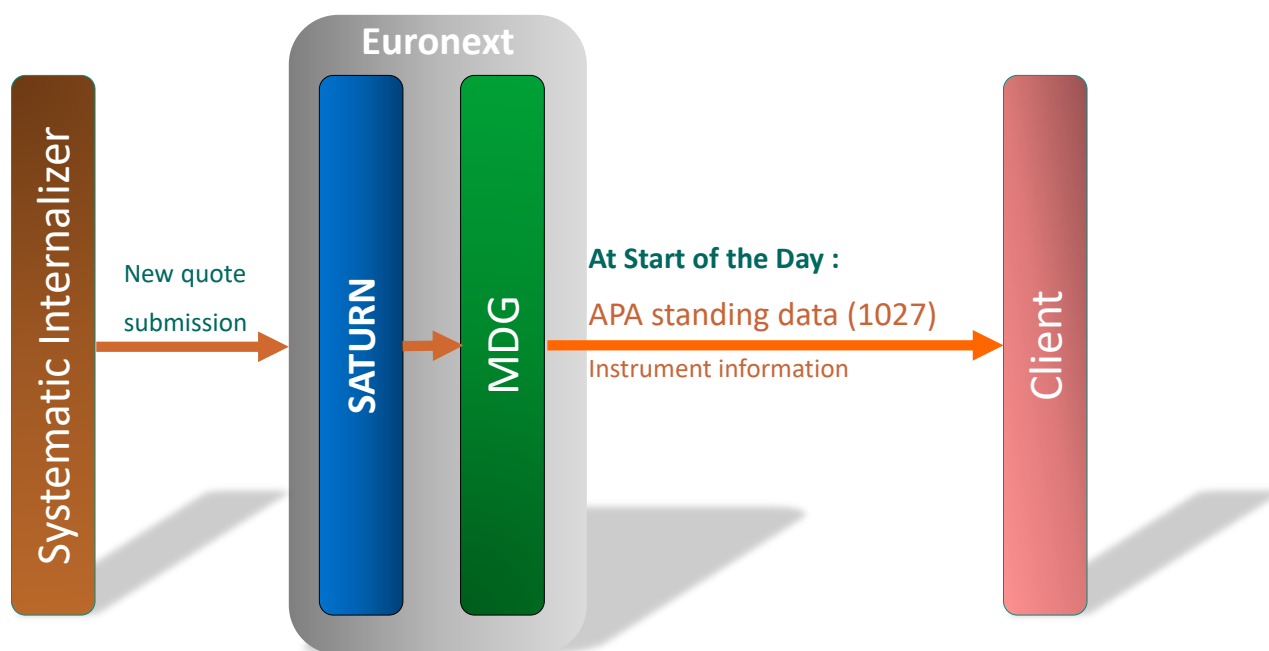 Euronext
Systematic Internalizer
New quote
submission
SATURN
MDG
At Start of the Day :
APA standing data (1027)
Instrument information
Client